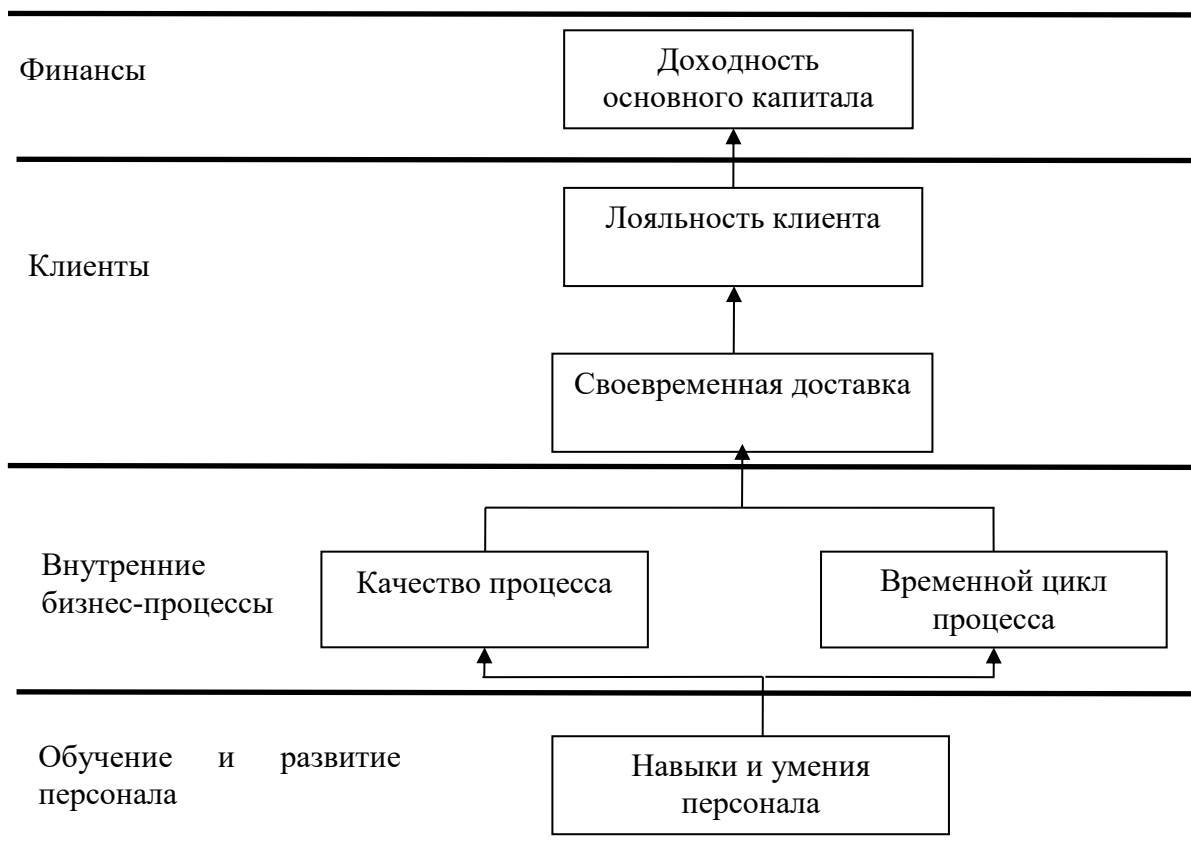 Финансы
Доходность
основного капитала
Лояльность клиента
Клиенты
Своевременная доставка
Внутренние
бизнес-процессы
Качество процесса
Временной цикл
процесса
Обучение и развитие
персонала
Навыки и умения
персонала